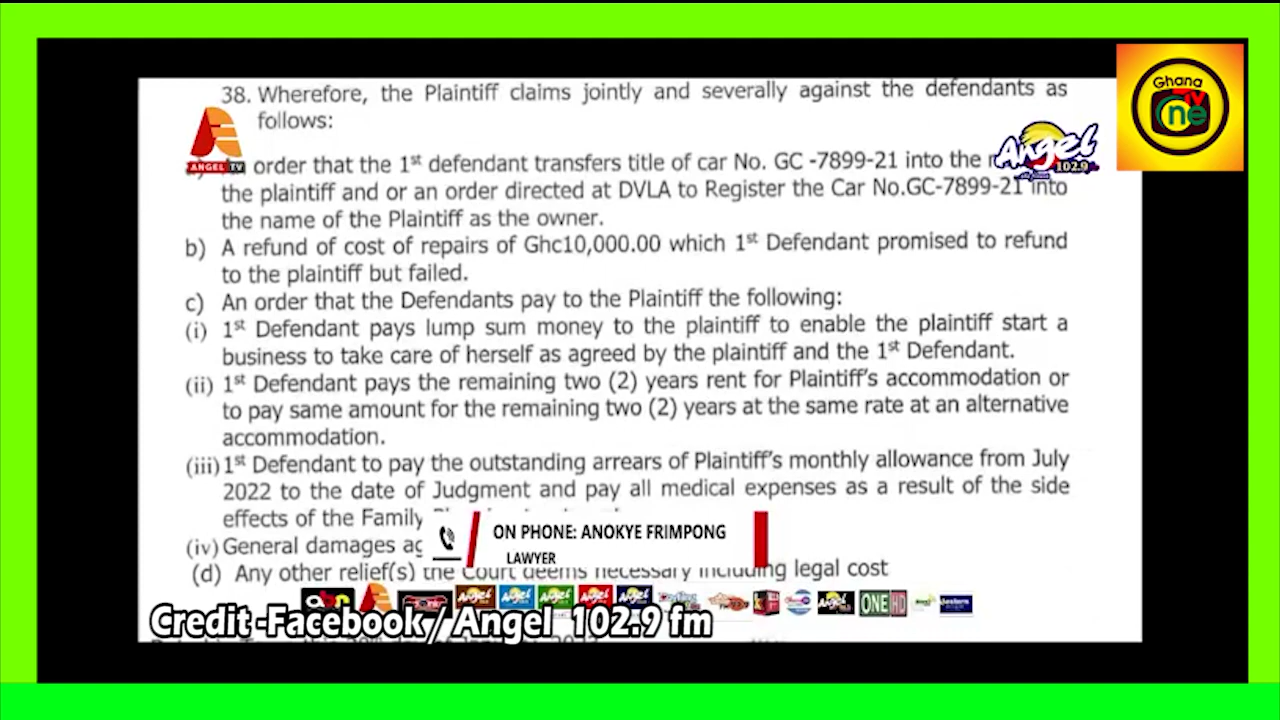 38. Wherefore, the Plaintiff claims jointly and severally against the defendants as
follows:
order that the 1st defendant transfers title of car No. GC -7899-21 into the
the plaintiff and or an order directed at DVLA to Register the Car No.GC-7899-21 into
the name of the Plaintiff as the owner.
b) A refund of cost of repairs of Ghc10,000.00 which 1st Defendant promised to refund
to the plaintiff but failed.
c) An order that the Defendants pay to the Plaintiff the following:
(i) 1st Defendant pays lump sum money to the plaintiff to enable the plaintiff start a
business to take care of herself as agreed by the plaintiff and the 1st Defendant.
(ii) 1st Defendant pays the remaining two (2) years rent for Plaintiff's accommodation or
to pay same amount for the remaining two (2) years at the same rate at an alternative
accommodation.
(iii) 1st Defendant to pay the outstanding arrears of Plaintiff's monthly allowance from July
2022 to the date of Judgment and pay all medical expenses as a result of the side
effects of the Family
(iv) General damages
(d) Any other relief(s) the Court deems necessary including legal cost
ANGEL TV
Angel
102.9
Ghana
TV
One
ON PHONE: ANOKYE FRIMPONG
LAWYER
Angel
Angel
Angel
Angel
Angel
Angel
ONE HD
Credit -Facebook / Angel 102.9 fm